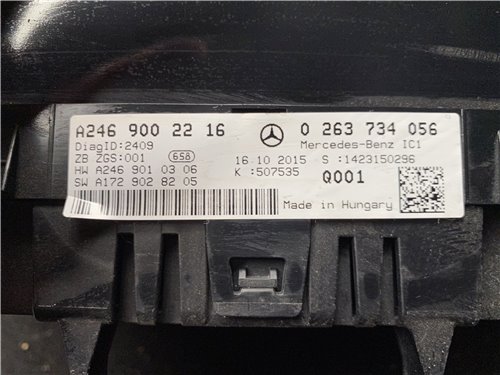 A246 900 22 16 0 263 734 056
DiagID:2409 Mercedes-Benz IC1
ZB ZGS:001 658 16.10 2015 S :1423150296
HW A246 901 03 06 K :507535 Q001
SW A172 902 82 05
Made in Hungary